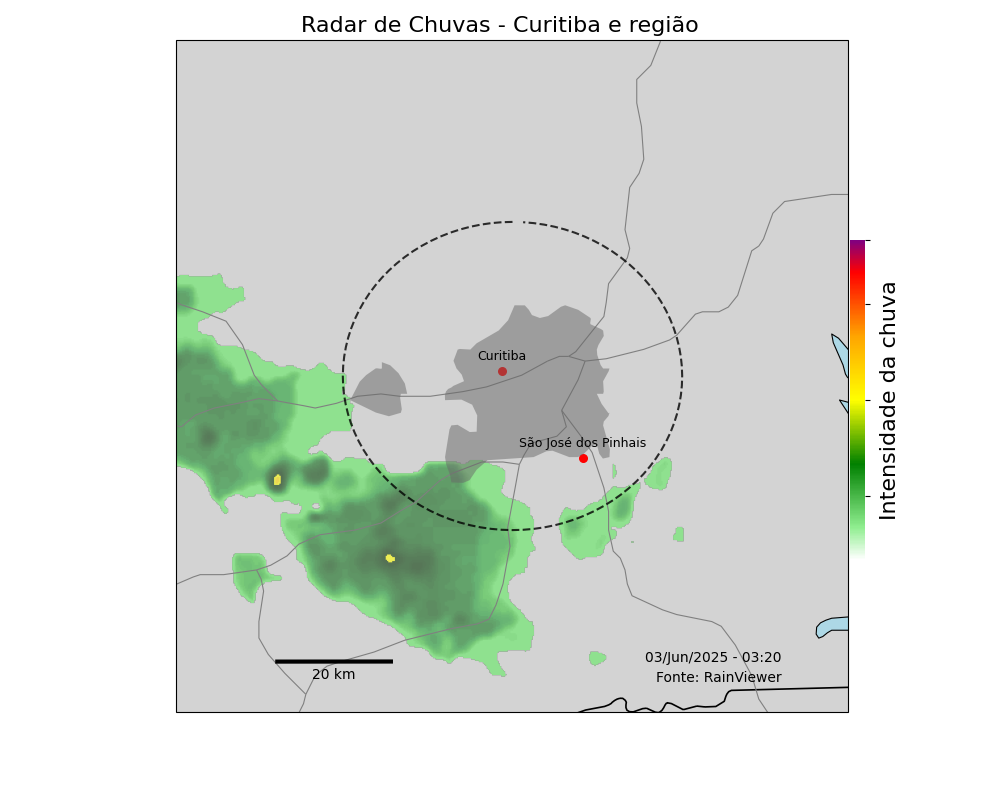 Radar de Chuvas - Curitiba e região
Curitiba
São José dos Pinhais
Intensidade da chuva
03/Jun/2025 - 03:20
Fonte: RainViewer
20 km